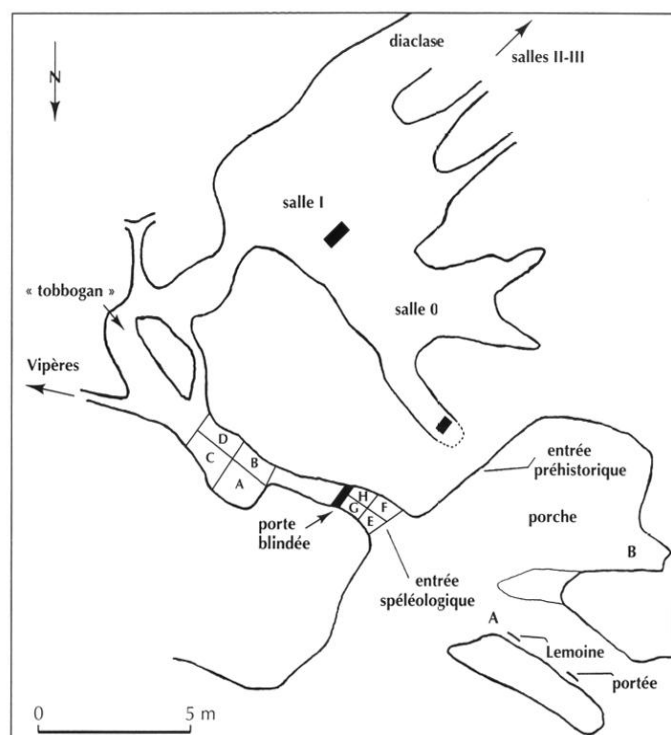 diaclase
salles II-III
N
salle I
« tobbogan »
salle 0
Vipères
D
C
B
A
entrée
préhistorique
porche
H
F
G
E
porte
blindée
B
entrée
spéléologique
A
Lemoine
portée
0
5 m